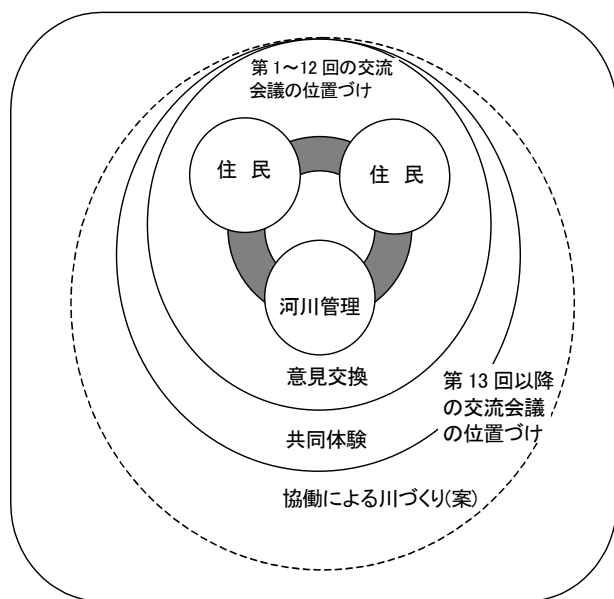 第 1～12 回の交流
会議の位置づけ
住 民
住 民
河川管理
意見交換
第 13 回以降
の交流会議
の位置づけ
共同体験
協働による川づくり(案)